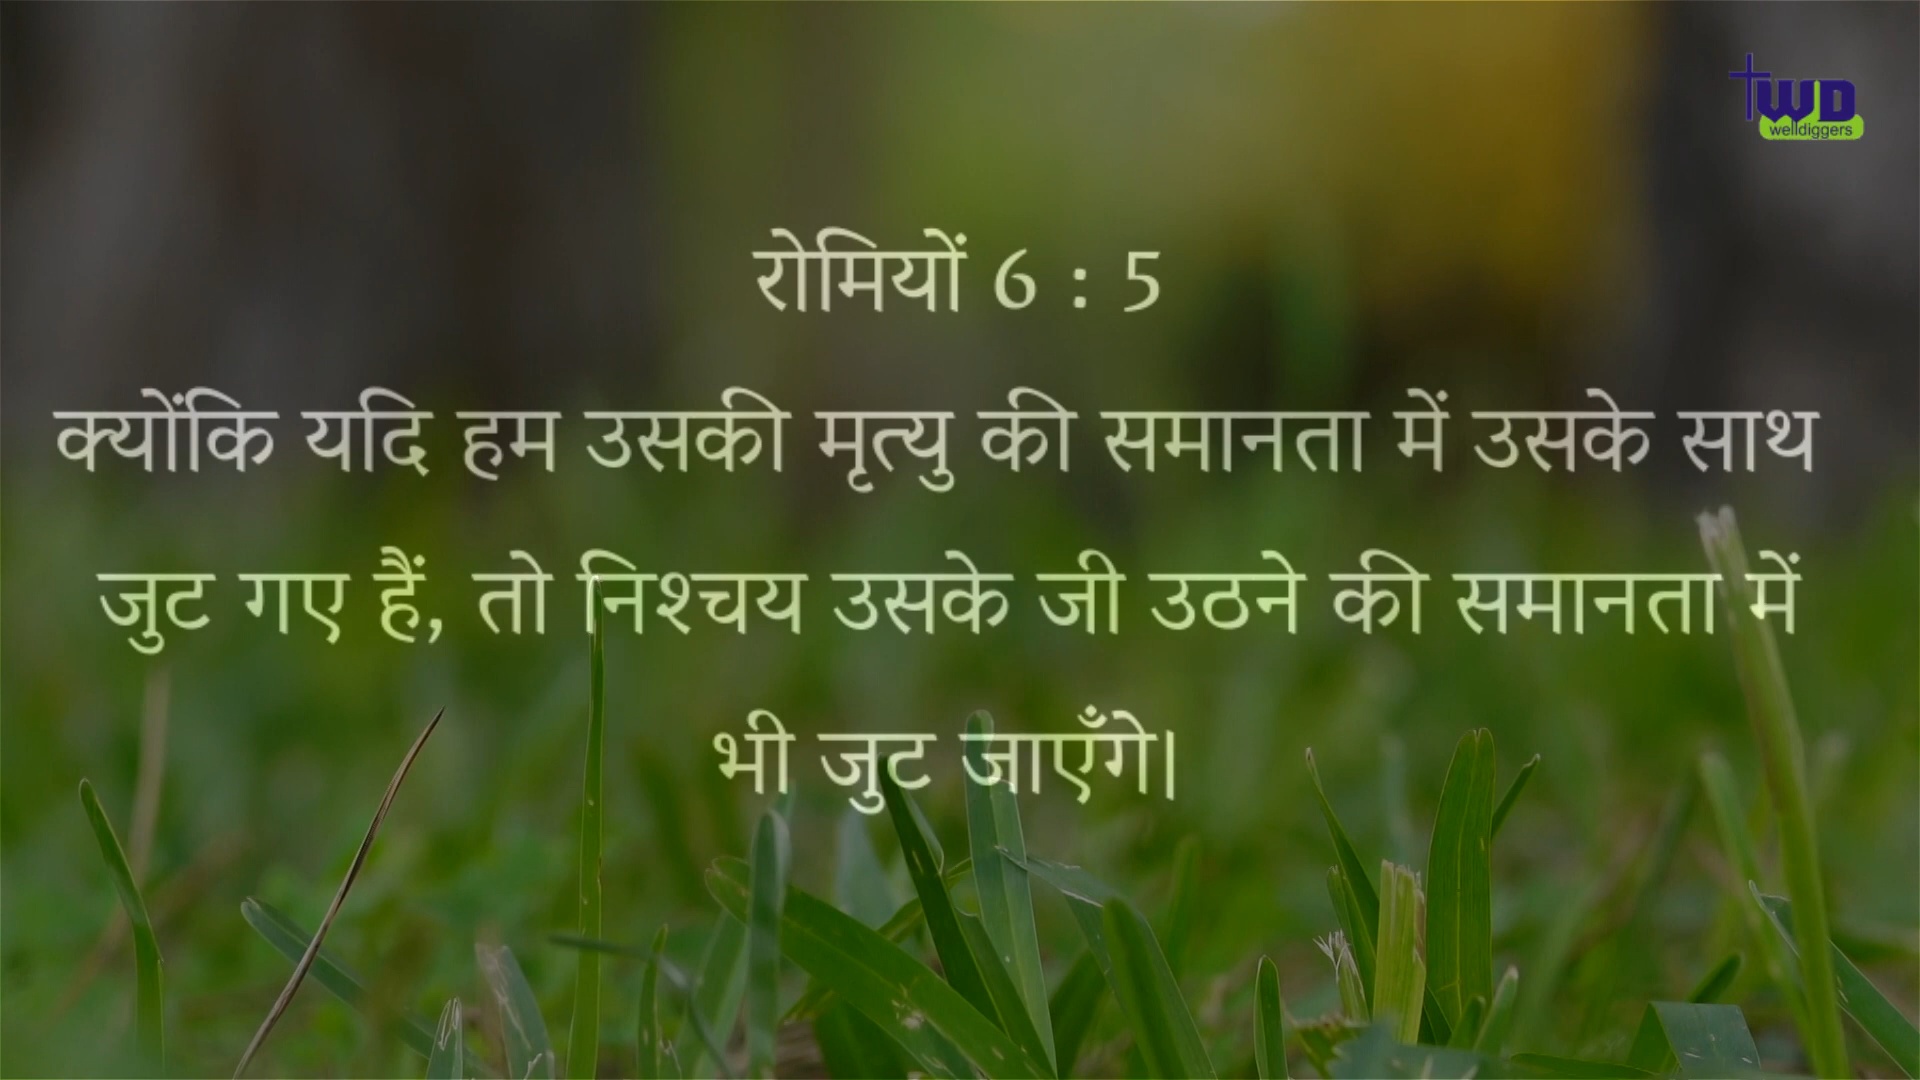 WD
welldiggers
रोमियों 6 : 5
क्योंकि यदि हम उसकी मृत्यु की समानता में उसके साथ
जुट गए हैं, तो निश्चय उसके जी उठने की समानता में
भी जुट जाएँगे।